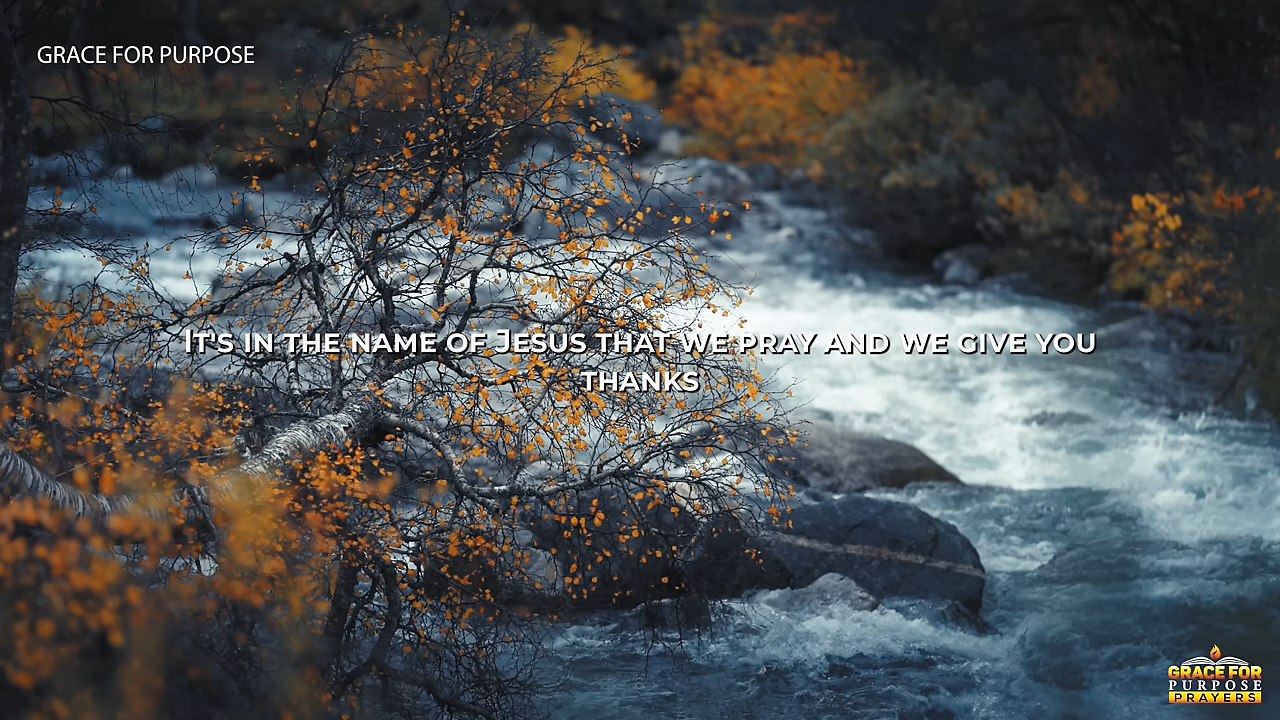 GRACE FOR PURPOSE
It's in the name of Jesus that we pray and we give you
thanks
GRACE FOR
PURPOSE
PRAYERS